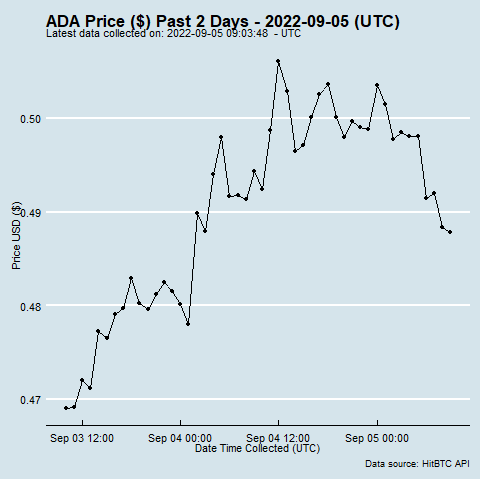 ADA Price ($) Past 2 Days - 2022-09-05 (UTC)
Latest data collected on: 2022-09-05 09:03:48 - UTC
Price USD ($)
0.50
0.49
0.48
0.47
Sep 03 12:00
Sep 04 00:00
Sep 04 12:00
Sep 05 00:00
Date Time Collected (UTC)
Data source: HitBTC API